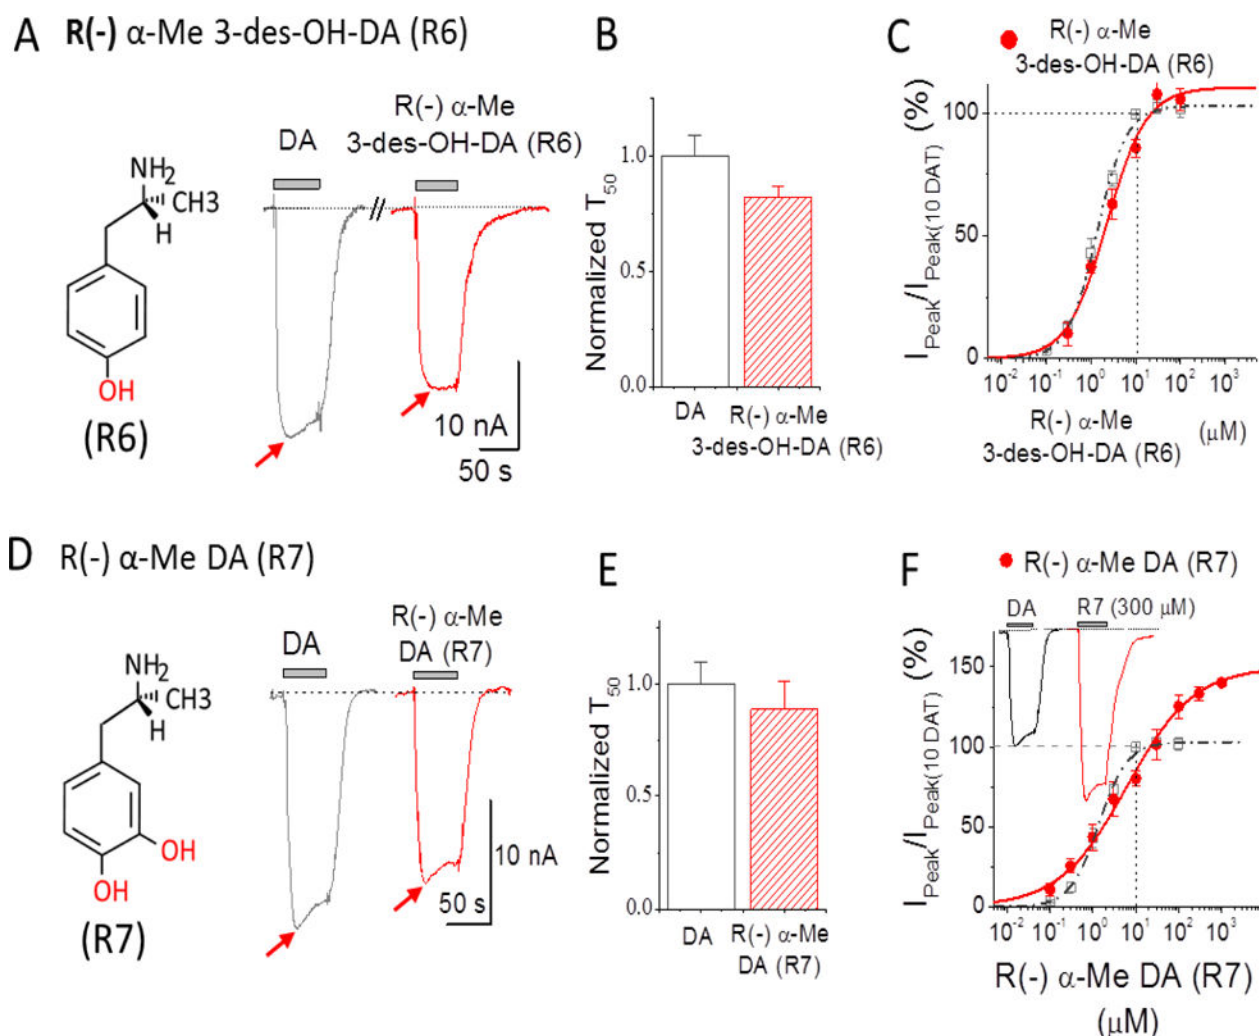 A R(-) α-Me 3-des-OH-DA (R6)
NH2
CH3
H
OH
(R6)
DA
R(-) α-Me
3-des-OH-DA (R6)
10 nA
50 s
B
Normalized T50
1.0
0.5
0.0
DA
R(-) α-Me
3-des-OH-DA (R6)
C
R(-) α-Me
3-des-OH-DA (R6)
IPeak/IPeak(10 DAT) (%)
100
50
0
10-2 10-1 100 101 102 103
R(-) α-Me
3-des-OH-DA (R6)
(μM)
D R(-) α-Me DA (R7)
NH2
CH3
H
OH
OH
(R7)
DA
R(-) α-Me
DA (R7)
10 nA
50 s
E
Normalized T50
1.0
0.5
0.0
DA
R(-) α-Me
DA (R7)
F
R(-) α-Me DA (R7)
DA
R7 (300 μM)
IPeak/IPeak(10 DAT) (%)
150
100
50
0
10-2 10-1 100 101 102 103
R(-) α-Me DA (R7)
(μM)